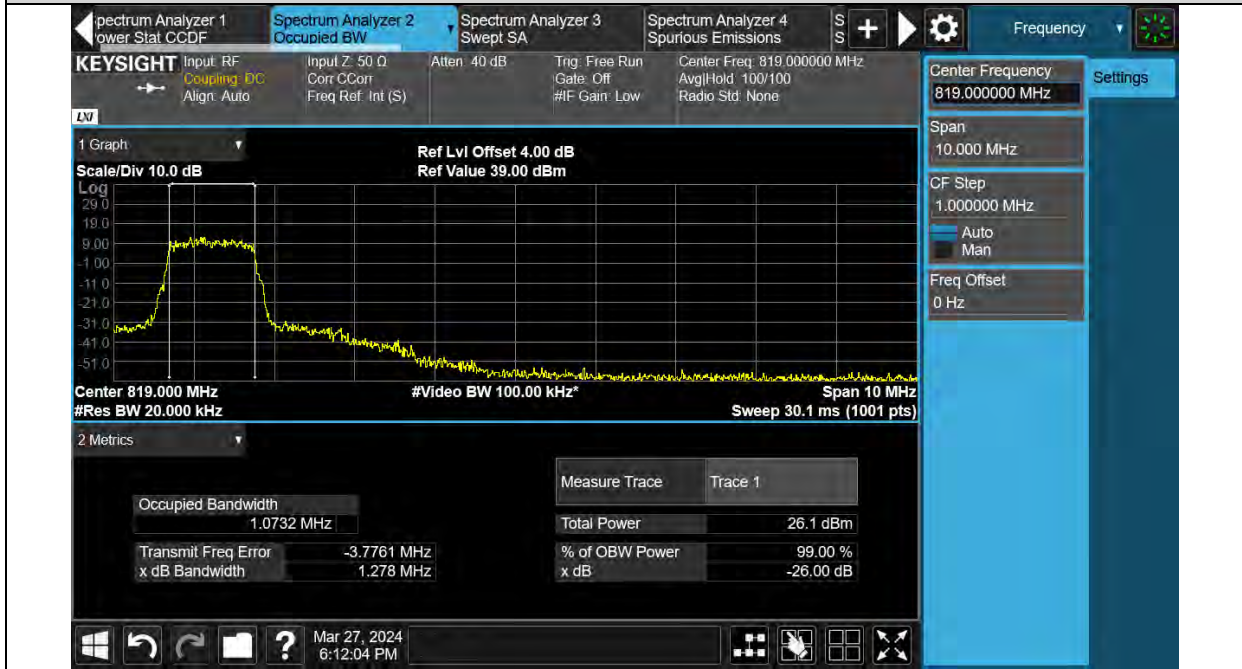 pectrum Analyzer 1
ower Stat CCDF
Spectrum Analyzer 2
Occupied BW
Spectrum Analyzer 3
Swept SA
Spectrum Analyzer 4
Spurious Emissions
S
S
+
Frequency
KEYSIGHT
Input: RF
Coupling: DC
Align: Auto
Input Z: 50 Ω
Corr CCorr
Freq Ref: Int (S)
Atten: 40 dB
Trig: Free Run
Gate: Off
#IF Gain: Low
Center Freq: 819.000000 MHz
Avg|Hold: 100/100
Radio Std: None
LXI
Center Frequency
819.000000 MHz
Settings
Span
10.000 MHz
CF Step
1.000000 MHz
Auto
Man
Freq Offset
0 Hz
1 Graph
Ref Lvl Offset 4.00 dB
Scale/Div 10.0 dB
Ref Value 39.00 dBm
Log
29.0
19.0
9.00
-1.00
-11.0
-21.0
-31.0
-41.0
-51.0
Center 819.000 MHz
#Video BW 100.00 kHz*
Span 10 MHz
#Res BW 20.000 kHz
Sweep 30.1 ms (1001 pts)
2 Metrics
Measure Trace
Trace 1
Occupied Bandwidth
1.0732 MHz
Total Power
26.1 dBm
Transmit Freq Error
-3.7761 MHz
% of OBW Power
99.00 %
x dB Bandwidth
1.278 MHz
x dB
-26.00 dB
?
Mar 27, 2024
6:12:04 PM